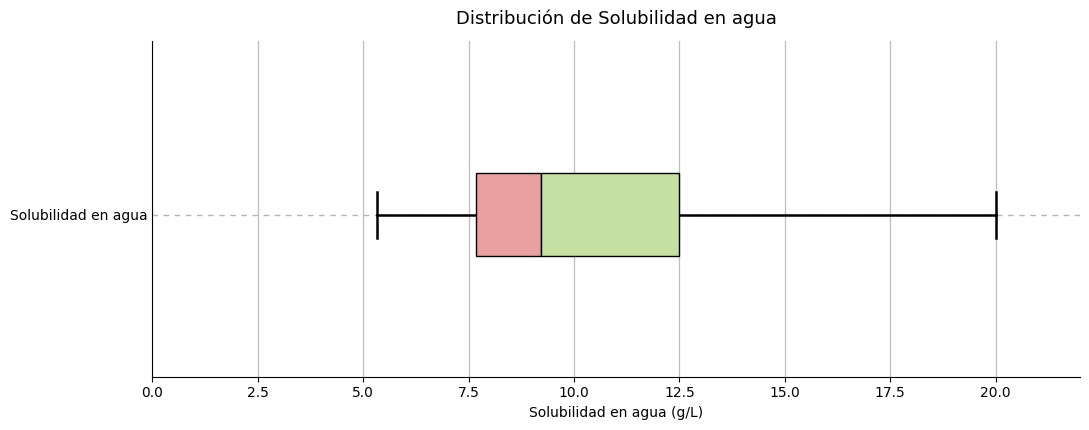 Distribución de Solubilidad en agua
Solubilidad en agua
0.0 2.5 5.0 7.5 10.0 12.5 15.0 17.5 20.0
Solubilidad en agua (g/L)